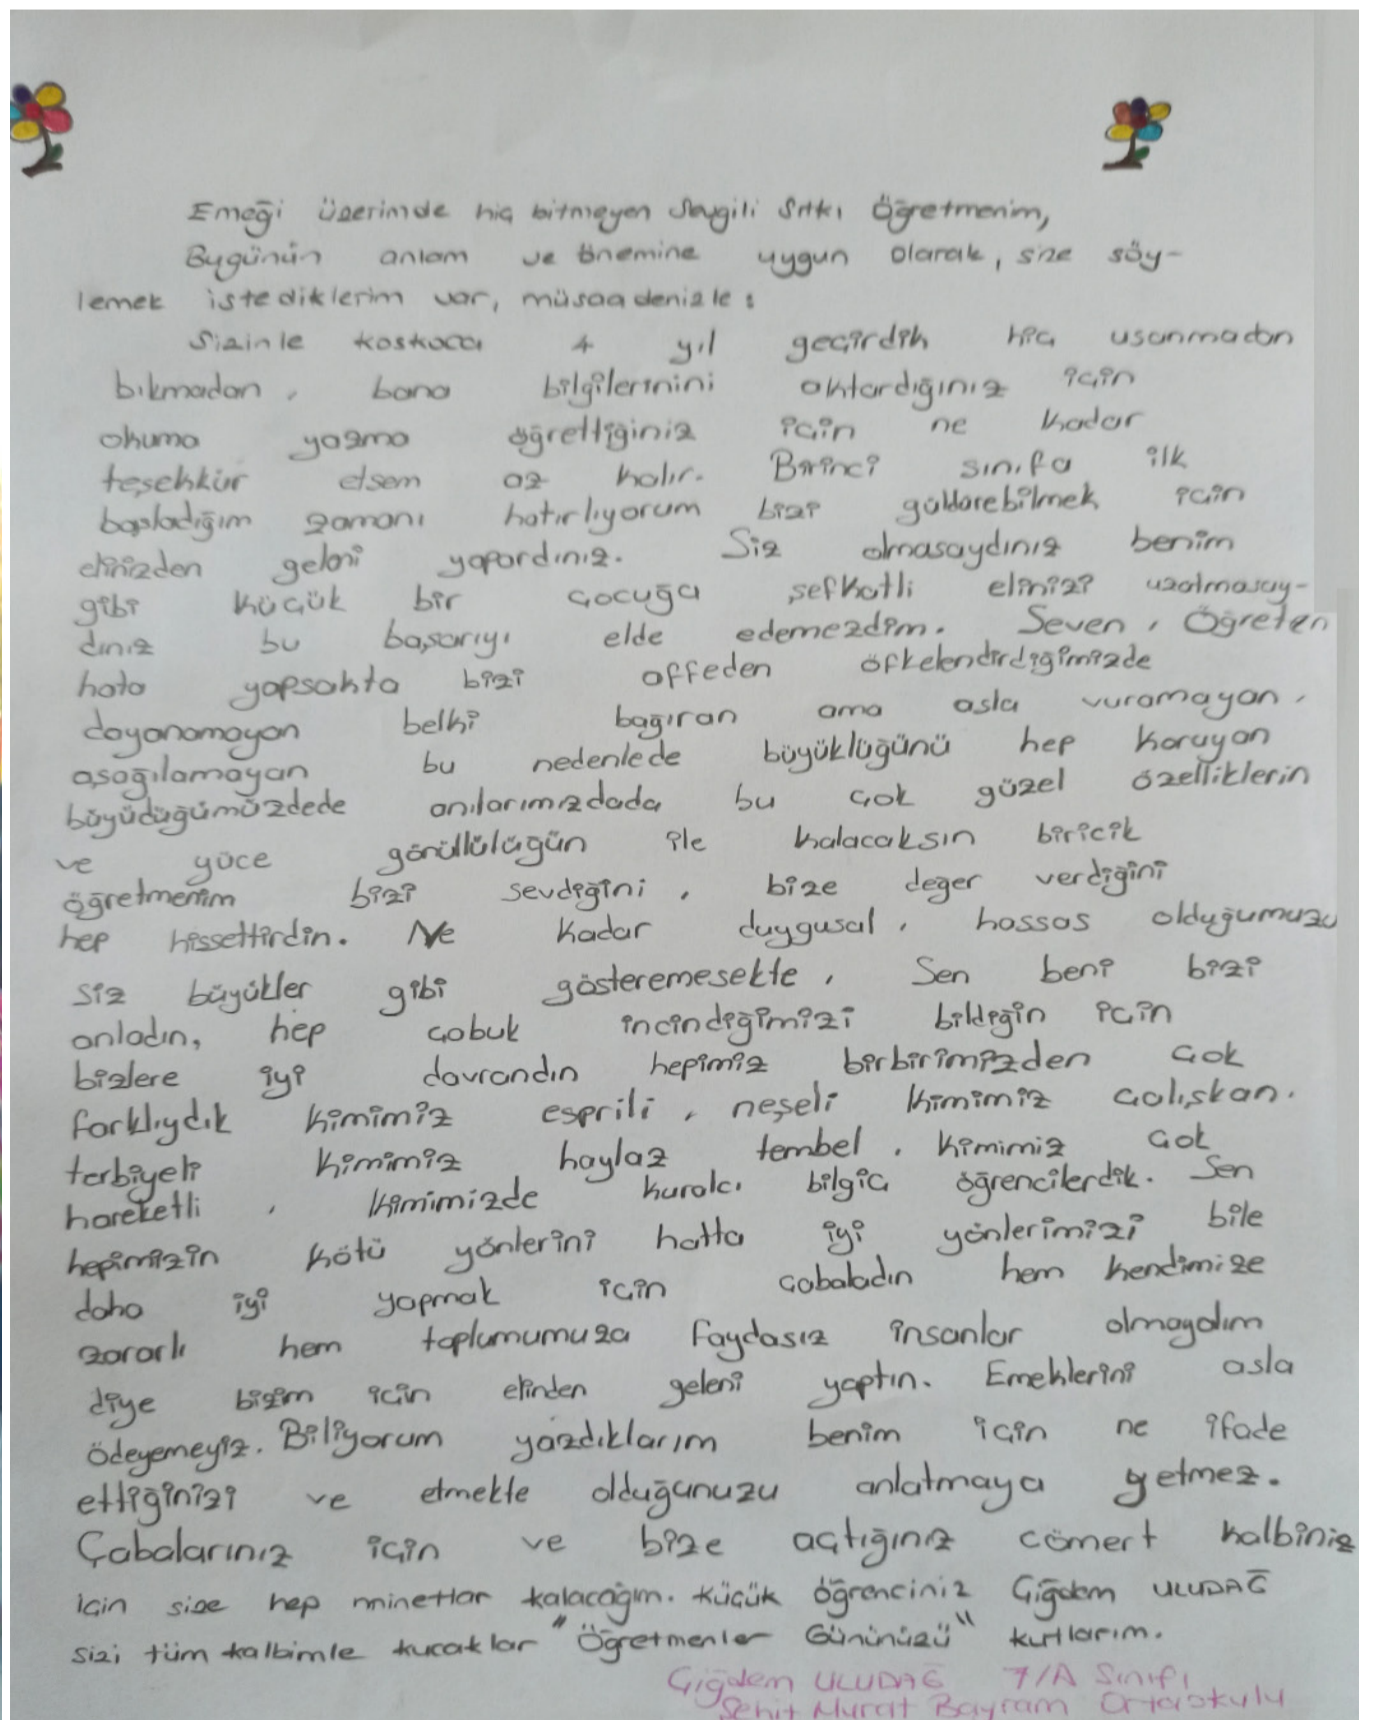 Emeği üzerimde hiç bitmeyen Sevgili Sıtkı Öğretmenim,
Bugünün anlam ve önemine uygun olarak, size söy-
lemek istediklerim var, müsaadenizle:
Sizinle koskoca 4 yıl geçirdik hiç usanmadan
bıkmadan, bana bilgilerinini aktardığınız için
okuma yazma öğrettiğiniz için ne kadar
teşekkür etsem az kalır. Birinci sınıfa ilk
başladığım zamanı hatırlıyorum bizi güldürebilmek için
elinizden geleni yapardınız. Siz olmasaydınız benim
gibi küçük bir çocuğa şefkatli elinizi uzatmasay-
dınız bu başarıyı elde edemezdim. Seven, Öğreten
hata yapsakta bizi affeden öfkelendirdiğimizde
dayanamayan belki bağıran ama asla vuramayan,
aşağılamayan bu nedenlede büyüklüğünü hep koruyan
büyüdüğümüzdede anılarımızdada bu çok güzel özelliklerin
ve yüce gönüllülüğün ile kalacaksın biricik
öğretmenim bizi sevdiğini, bize değer verdiğini
hep hissettirdin. Ne kadar duygusal, hassas olduğumuzu
siz büyükler gibi gösteremesekte, Sen beni bizi
anladın, hep çabuk incindiğimizi bildiğin için
bizlere iyi davrandın hepimiz birbirimizden çok
farklıydık kimimiz esprili, neşeli kimimiz çalışkan.
terbiyeli kimimiz haylaz tembel, kimimiz çok
hareketli, kimimizde kuralcı bilgiç öğrencilerdik. Sen
hepimizin kötü yönlerini hatta iyi yönlerimizi bile
daha iyi yapmak için çabaladın hem kendimize
zararlı hem toplumumuza faydasız insanlar olmayalım
diye bizim için elinden geleni yaptın. Emeklerini asla
ödeyemeyiz. Biliyorum yazdıklarım benim için ne ifade
ettiğinizi ve etmekte olduğunuzu anlatmaya yetmez.
Çabalarınız için ve bize açtığınız cömert kalbiniz
için size hep minettar kalacağım. Küçük öğrenciniz Çiğdem ULUDAĞ
sizi tüm kalbimle kucaklar "Öğretmenler Gününüzü" kutlarım.
Çiğdem ULUDAĞ 7/A Sınıfı
Şehit Murat Bayram Ortaokulu